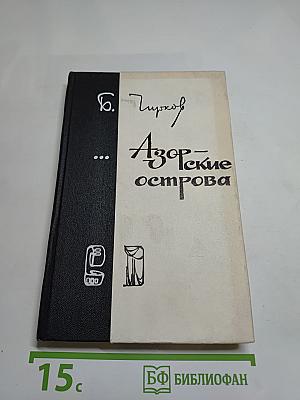 Б. Чирков
...
Азор-
ские
острова
15с
БФ БИБЛИОФАН